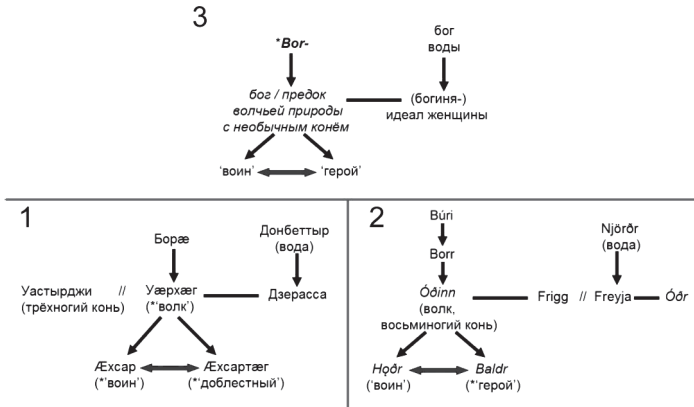 3
*Bor-
бог
воды
бог / предок
волчьей природы
с необычным конём
(богиня-)
идеал женщины
‘воин’
‘герой’
1
Борæ
Донбеттыр
(вода)
Уастырджи // Уæрхæг
(трёхногий конь) (*‘волк’)
Дзерасса
Æхсар
(*‘воин’)
Æхсартæг
(*‘доблестный’)
2
Búri
Borr
Njörðr
(вода)
Óðinn
(волк,
восьминогий конь)
Frigg // Freyja
Óðr
Hǫðr
(‘воин’)
Baldr
(*‘герой’)